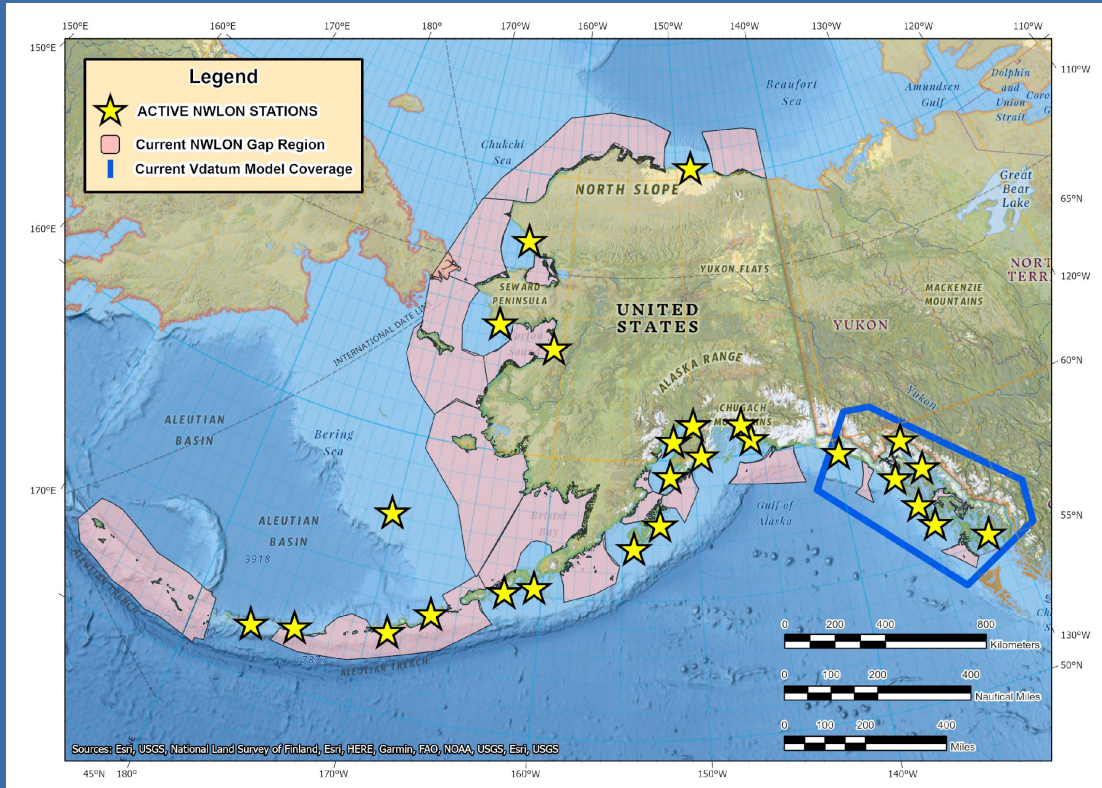 150°E 160°E 170°E 180° 170°W 160°W 150°W 140°W 130°W 120°W 110°W
150°E
160°E
170°E
Legend
ACTIVE NWLON STATIONS
Current NWLON Gap Region
Current Vdatum Model Coverage
Chukchi
Sea
Beaufort
Sea
Amundsen
Gulf
Dolphin
and
Union
Strait
Great
Bear
Lake
NORTH SLOPE
YUKON FLATS
SEWARD
PENINSULA
UNITED
STATES
MACKENZIE
MOUNTAINS
YUKON
INTERNATIONAL DATE
ALASKA RANGE
CHUGACH
Yukon
ALEUTIAN
BASIN
Bering
Sea
ALEUTIAN
BASIN
3918
Bristol
Bay
Gulf of
Alaska
ALEUTIAN TRENCH
ALEUTIAN TRENCH
110°W
65°N
120°W
60°N
55°N
130°W
50°N
0 200 400 800
Kilometers
0 100 200 400
Nautical Miles
0 100 200 400
Miles
Sources: Esri, USGS, National Land Survey of Finland, Esri, HERE, Garmin, FAO, NOAA, USGS, Esri, USGS
45°N 180° 170°W 160°W 150°W 140°W